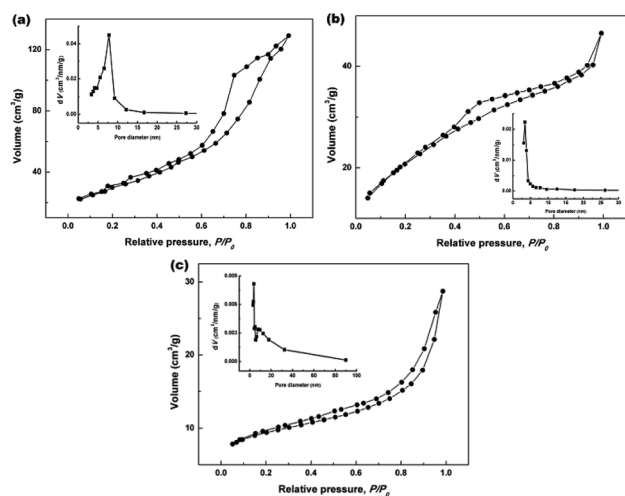 (a)
Volume (cm³/g)
130
100
70
40
10
0.0 0.2 0.4 0.6 0.8 1.0
Relative pressure, P/P₀
dV (cm³/nm/g)
0.04
0.02
0.00
0 5 10 15 20 25 30
Pore diameter (nm)
(b)
Volume (cm³/g)
50
40
30
20
10
0.0 0.2 0.4 0.6 0.8 1.0
Relative pressure, P/P₀
dV (cm³/nm/g)
0.02
0.01
0.00
0 5 10 15 20 25 30
Pore diameter (nm)
(c)
Volume (cm³/g)
30
20
10
0.0 0.2 0.4 0.6 0.8 1.0
Relative pressure, P/P₀
dV (cm³/nm/g)
0.009
0.006
0.003
0.000
0 20 40 60 80 100
Pore diameter (nm)